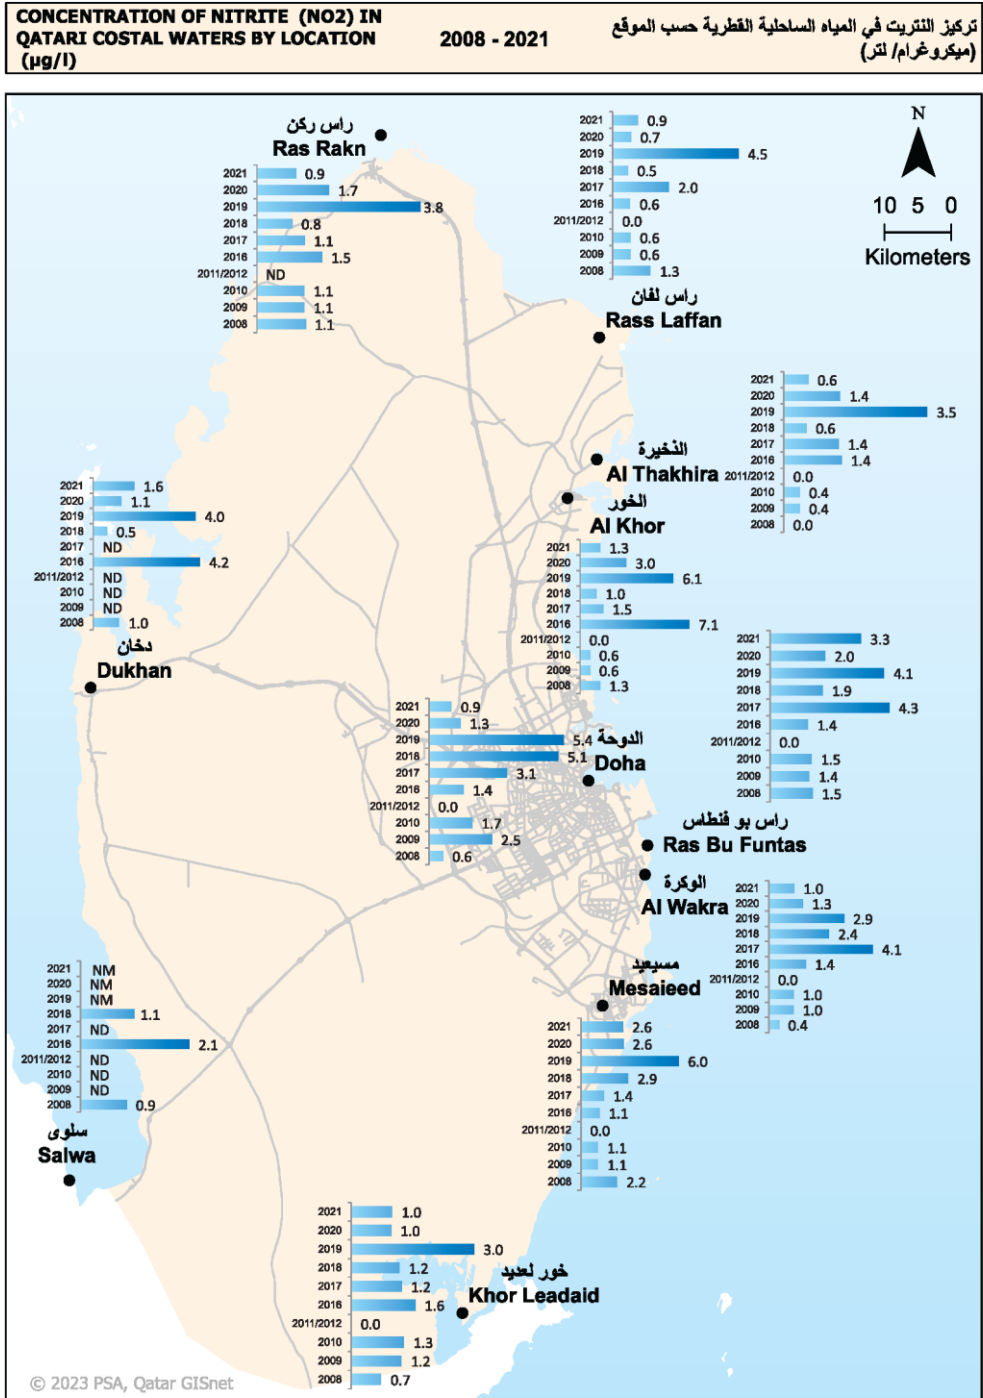 CONCENTRATION OF NITRITE (NO2) IN
QATARI COSTAL WATERS BY LOCATION
(µg/l)
2008 - 2021
تركيز النتريت في المياه الساحلية القطرية حسب الموقع
(ميكروغرام/ لتر)
N
10 5 0
Kilometers
راس ركن
Ras Rakn
2021 0.9
2020 1.7
2019 3.8
2018 0.8
2017 1.1
2016 1.5
2011/2012 ND
2010 1.1
2009 1.1
2008 1.1
2021 0.9
2020 0.7
2019 4.5
2018 0.5
2017 2.0
2016 0.6
2011/2012 0.0
2010 0.6
2009 0.6
2008 1.3
راس لفان
Rass Laffan
2021 0.6
2020 1.4
2019 3.5
2018 0.6
2017 1.4
2016 1.4
2011/2012 0.0
2010 0.4
2009 0.4
2008 0.0
الذخيرة
Al Thakhira
الخور
Al Khor
2021 1.3
2020 3.0
2019 6.1
2018 1.0
2017 1.5
2016 7.1
2011/2012 0.0
2010 0.6
2009 0.6
2008 1.3
2021 1.6
2020 1.1
2019 4.0
2018 0.5
2017 ND
2016 4.2
2011/2012 ND
2010 ND
2009 ND
2008 1.0
دخان
Dukhan
2021 3.3
2020 2.0
2019 4.1
2018 1.9
2017 4.3
2016 1.4
2011/2012 0.0
2010 1.5
2009 1.4
2008 1.5
راس بو فنطاس
Ras Bu Funtas
2021 0.9
2020 1.3
2019 5.4
2018 5.1
2017 3.1
2016 1.4
2011/2012 0.0
2010 1.7
2009 2.5
2008 0.6
الدوحة
Doha
الوكرة
Al Wakra
2021 1.0
2020 1.3
2019 2.9
2018 2.4
2017 4.1
2016 1.4
2011/2012 0.0
2010 1.0
2009 1.0
2008 0.4
مسيعيد
Mesaieed
2021 2.6
2020 2.6
2019 6.0
2018 2.9
2017 1.4
2016 1.1
2011/2012 0.0
2010 1.1
2009 1.1
2008 2.2
2021 NM
2020 NM
2019 NM
2018 1.1
2017 ND
2016 2.1
2011/2012 ND
2010 ND
2009 ND
2008 0.9
سلوى
Salwa
2021 1.0
2020 1.0
2019 3.0
2018 1.2
2017 1.2
2016 1.6
2011/2012 0.0
2010 1.3
2009 1.2
2008 0.7
خور لعديد
Khor Leadaid
© 2023 PSA, Qatar GISnet